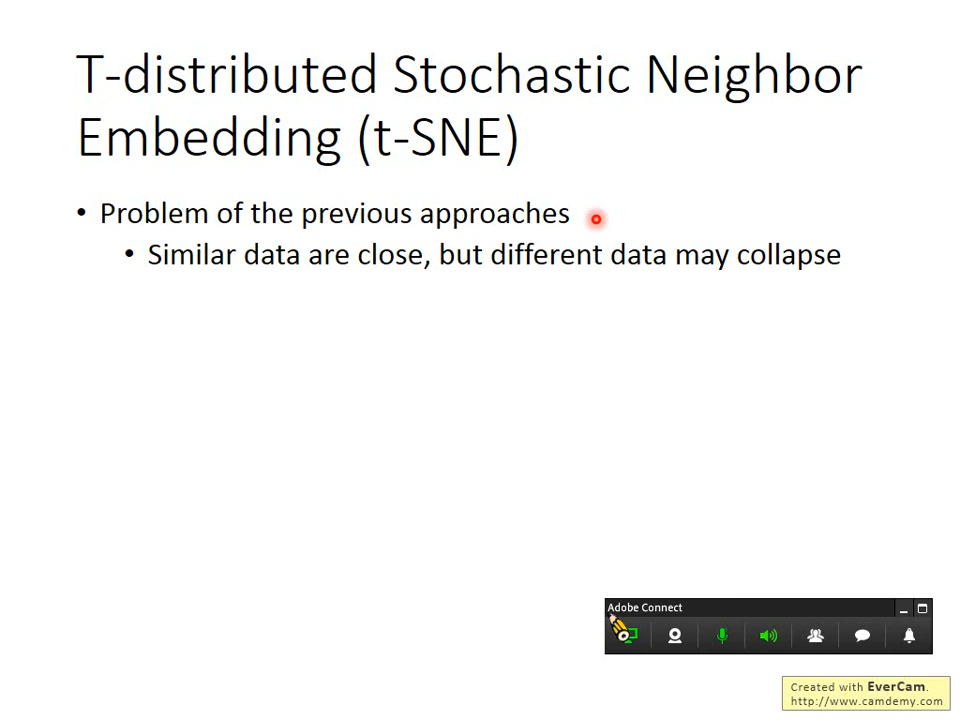 T-distributed Stochastic Neighbor
Embedding (t-SNE)
• Problem of the previous approaches
• Similar data are close, but different data may collapse
Adobe Connect
Created with EverCam.
http://www.camdemy.com